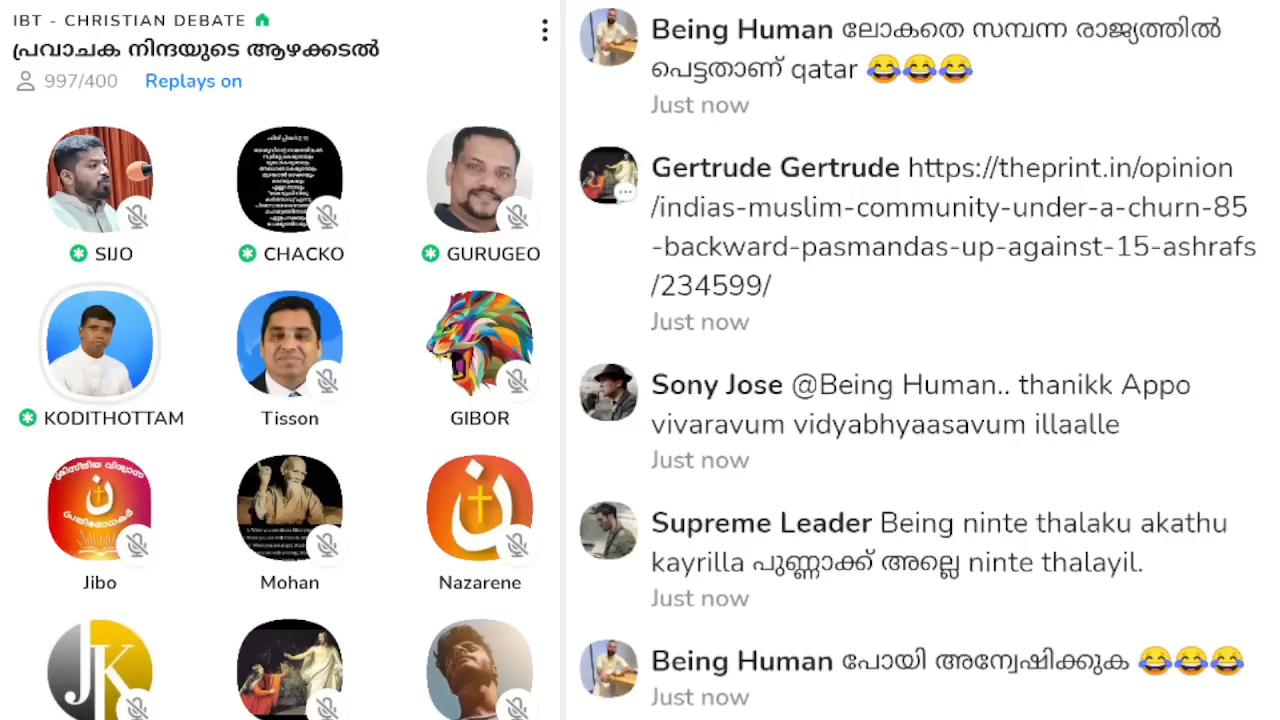 IBT - CHRISTIAN DEBATE
പ്രവാചക നിന്ദയുടെ ആഴക്കടൽ
997/400 Replays on
SIJO
CHACKO
GURUGEO
KODITHOTTAM
Tisson
GIBOR
ക്രിസ്തീയ വിശ്വാസ
ن
പ്രതിരോധകർ
ن
Jibo
Mohan
Nazarene
JK
Being Human ലോകതെ സമ്പന്ന രാജ്യത്തിൽ
പെട്ടതാണ് qatar 😂😂😂
Just now
Gertrude Gertrude https://theprint.in/opinion
/indias-muslim-community-under-a-churn-85
-backward-pasmandas-up-against-15-ashrafs
/234599/
Just now
Sony Jose @Being Human.. thanikk Appo
vivaravum vidyabhyaasavum illaalle
Just now
Supreme Leader Being ninte thalaku akathu
kayrilla പുണ്ണാക്ക് അല്ലെ ninte thalayil.
Just now
Being Human പോയി അന്വേഷിക്കുക 😂😂😂
Just now